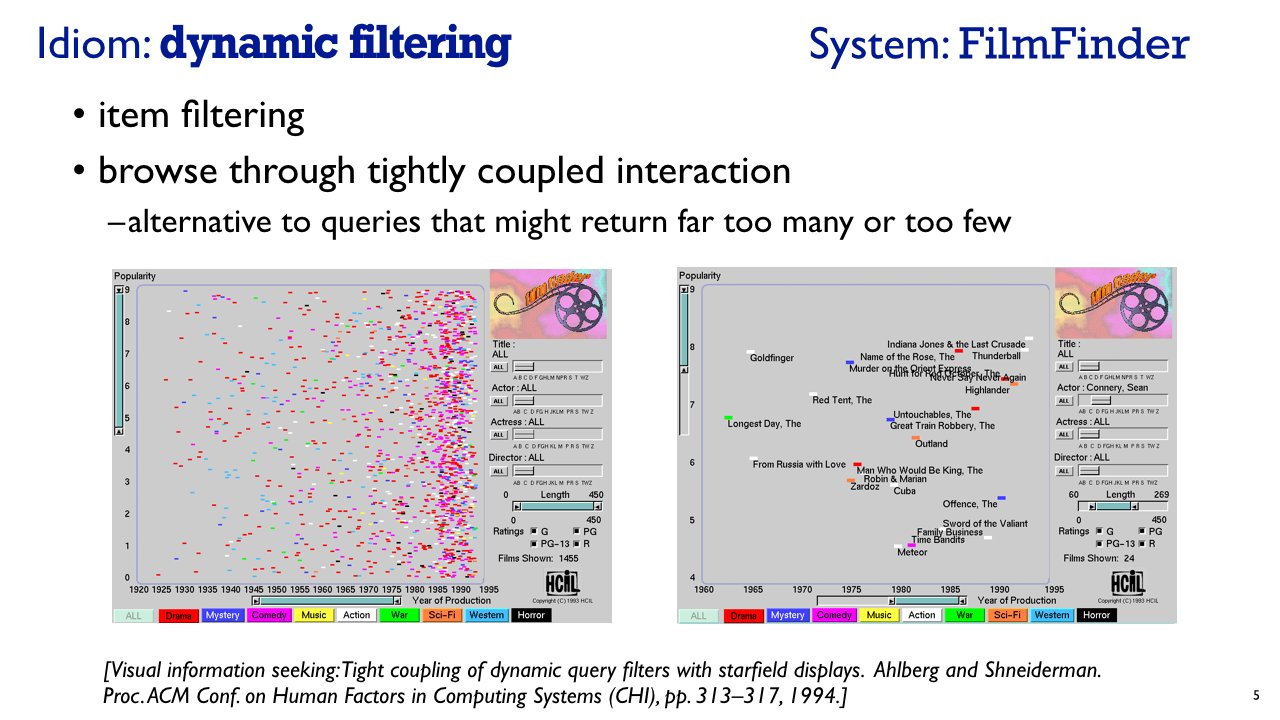 Idiom: dynamic filtering
System: FilmFinder
• item filtering
• browse through tightly coupled interaction
–alternative to queries that might return far too many or too few
Popularity
9
8
7
6
5
4
3
2
1
0
1920 1925 1930 1935 1940 1945 1950 1955 1960 1965 1970 1975 1980 1985 1990 1995
Year of Production
Title :
ALL
ALL
A B C D F GHLM NPR S T WZ
Actor : ALL
ALL
AB C D FG H JKLM PR S T W Z
Actress : ALL
ALL
A B C D FGH KL M P R S TW Z
Director : ALL
ALL
AB C D FGH JKL M P R S TWZ
0 Length 450
0 450
Ratings G PG
PG-13 R
Films Shown: 1455
HCIL
Copyright (C) 1993 HCIL
ALL Drama Mystery Comedy Music Action War Sci-Fi Western Horror
Popularity
9
8
7
6
5
4
Indiana Jones & the Last Crusade
Goldfinger
Name of the Rose, The
Thunderball
Murder on the Orient Express
Hunt for Red October, The
Never Say Never Again
Highlander
Red Tent, The
Untouchables, The
Longest Day, The
Great Train Robbery, The
Outland
From Russia with Love
Man Who Would Be King, The
Robin & Marian
Zardoz
Cuba
Offence, The
Sword of the Valiant
Family Business
Time Bandits
Meteor
1960 1965 1970 1975 1980 1985 1990 1995
Year of Production
Title :
ALL
ALL
A B C D F GHLM NPR S T WZ
Actor : Connery, Sean
ALL
AB C D FG H JKLM PR S T W Z
Actress : ALL
ALL
A B C D FGH KL M P R S TW Z
Director : ALL
ALL
AB C D FGH JKL M P R S TWZ
60 Length 269
0 450
Ratings G PG
PG-13 R
Films Shown: 24
HCIL
Copyright (C) 1993 HCIL
ALL Drama Mystery Comedy Music Action War Sci-Fi Western Horror
[Visual information seeking: Tight coupling of dynamic query filters with starfield displays. Ahlberg and Shneiderman.
Proc. ACM Conf. on Human Factors in Computing Systems (CHI), pp. 313–317, 1994.]
5